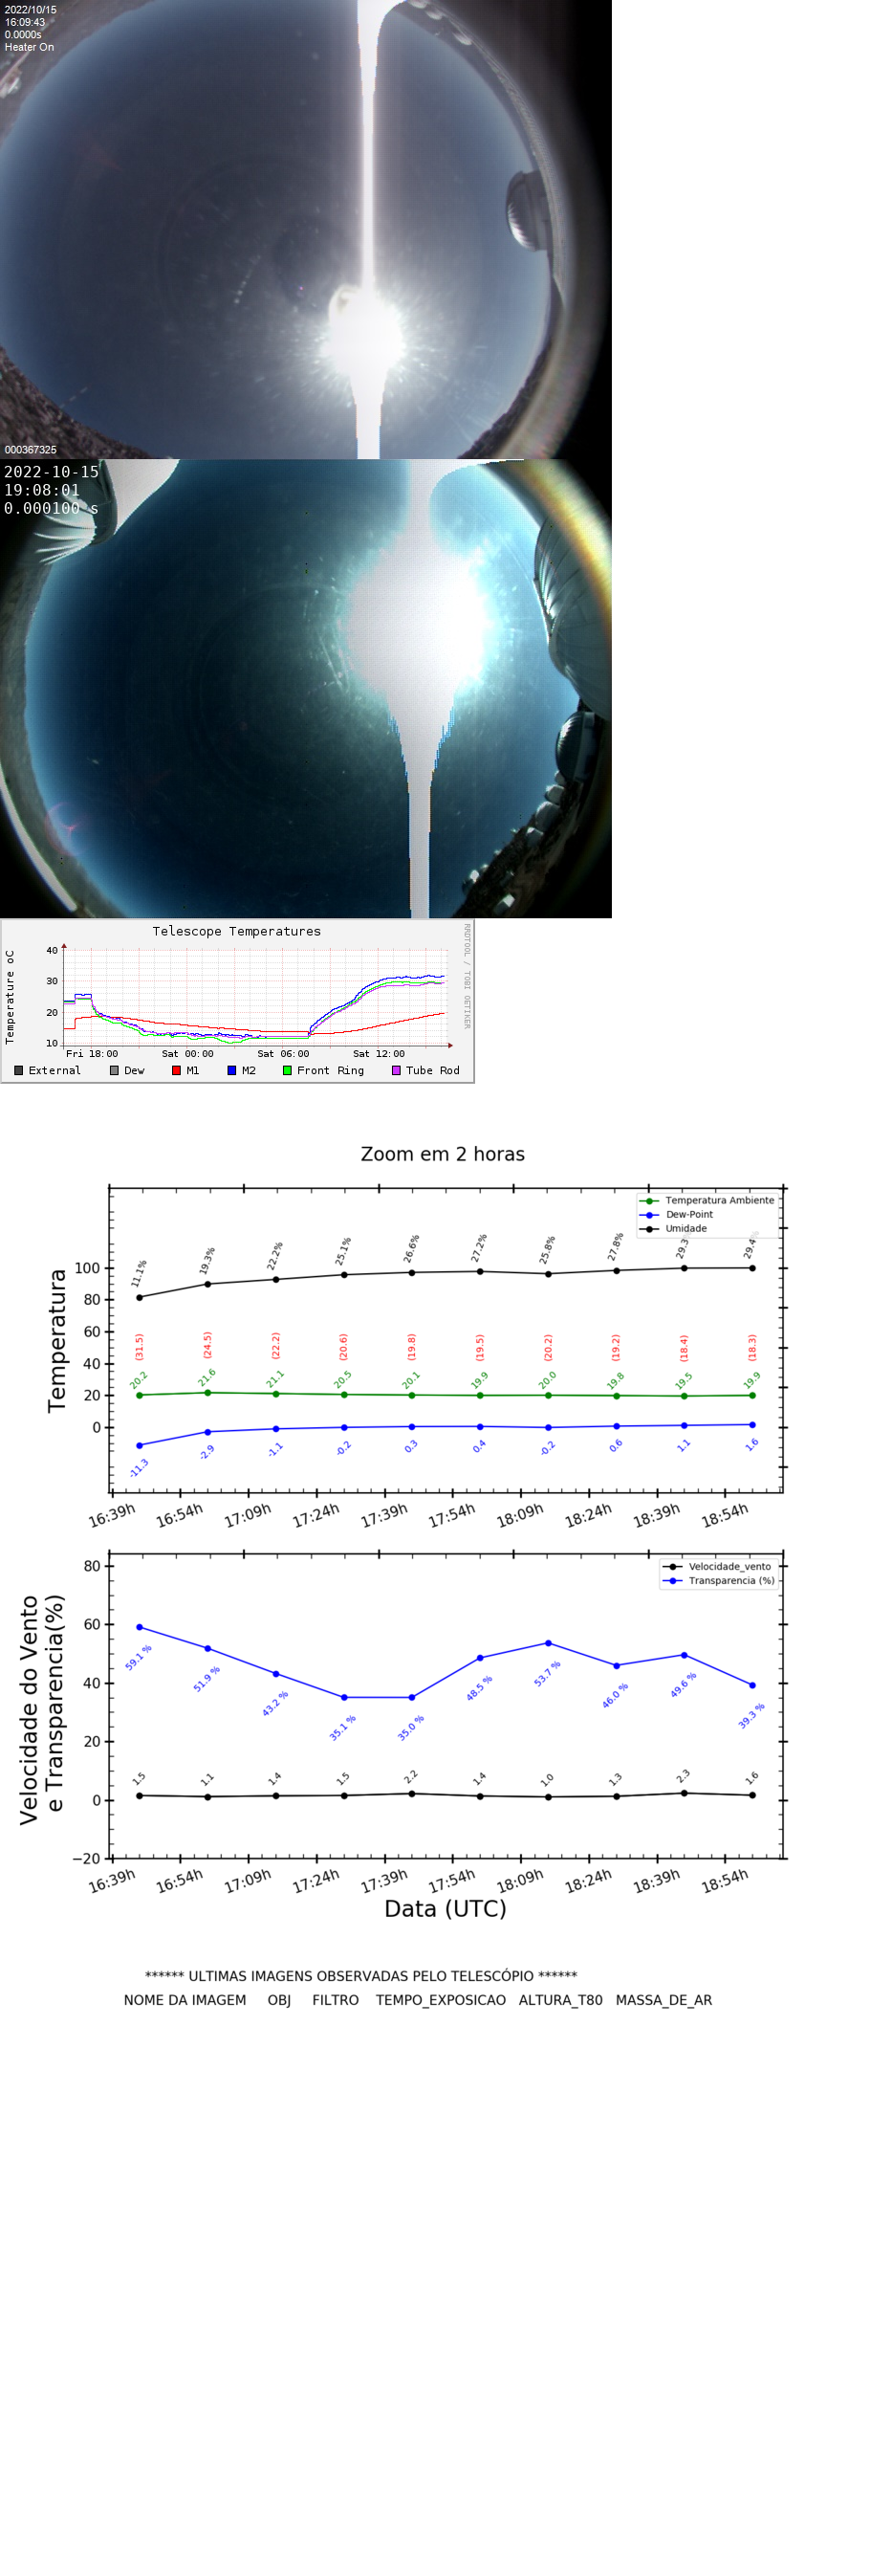 2022/10/15
16:09:43
0.0000s
Heater On
000367325
2022-10-15
19:08:01
0.000100 s
Telescope Temperatures
RRDTOOL / TOBI OETIKER
Temperature oC
40
30
20
10
Fri 18:00 Sat 00:00 Sat 06:00 Sat 12:00
External Dew M1 M2 Front Ring Tube Rod
Zoom em 2 horas
Temperatura Ambiente
Dew-Point
Umidade
Temperatura
100
80
60
40
20
0
11.1% 19.3% 22.2% 25.1% 26.6% 27.2% 25.8% 27.8% 29.3 29.4
(31.5) (24.5) (22.2) (20.6) (19.8) (19.5) (20.2) (19.2) (18.4) (18.3)
20.2 21.6 21.1 20.5 20.1 19.9 20.0 19.8 19.5 19.9
-11.3 -2.9 -1.1 -0.2 0.3 0.4 -0.2 0.6 1.1 1.6
16:39h 16:54h 17:09h 17:24h 17:39h 17:54h 18:09h 18:24h 18:39h 18:54h
Velocidade_vento
Transparencia (%)
Velocidade do Vento
e Transparencia(%)
80
60
40
20
0
−20
59.1 % 51.9 % 43.2 % 35.1 % 35.0 % 48.5 % 53.7 % 46.0 % 49.6 % 39.3 %
1.5 1.1 1.4 1.5 2.2 1.4 1.0 1.3 2.3 1.6
16:39h 16:54h 17:09h 17:24h 17:39h 17:54h 18:09h 18:24h 18:39h 18:54h
Data (UTC)
****** ULTIMAS IMAGENS OBSERVADAS PELO TELESCÓPIO ******
NOME DA IMAGEM OBJ FILTRO TEMPO_EXPOSICAO ALTURA_T80 MASSA_DE_AR